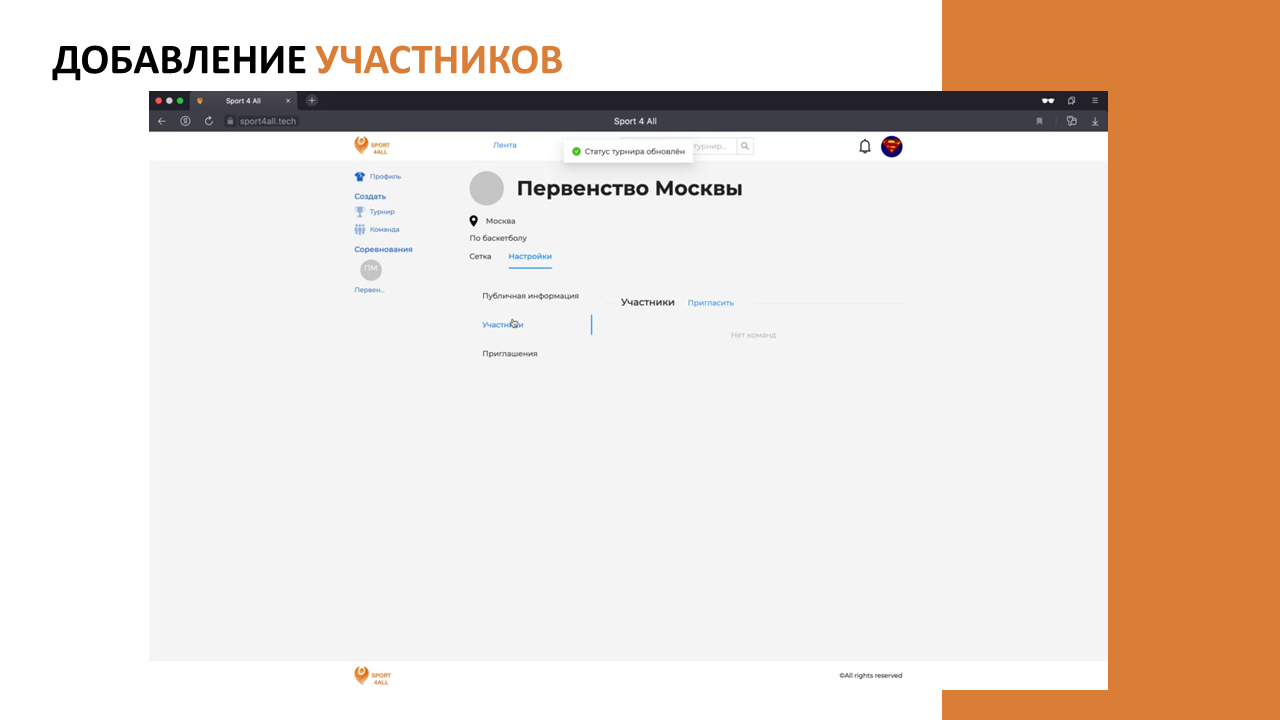 ДОБАВЛЕНИЕ УЧАСТНИКОВ
Sport 4 All
sport4all.tech
Sport 4 All
SPORT
4ALL
Лента
Статус турнира обновлён
турнир...
Профиль
Создать
Турнир
Команда
Соревнования
ПМ
Первен...
Первенство Москвы
Москва
По баскетболу
Сетка Настройки
Публичная информация
Участники
Приглашения
Участники Пригласить
Нет команд
SPORT
4ALL
©All rights reserved